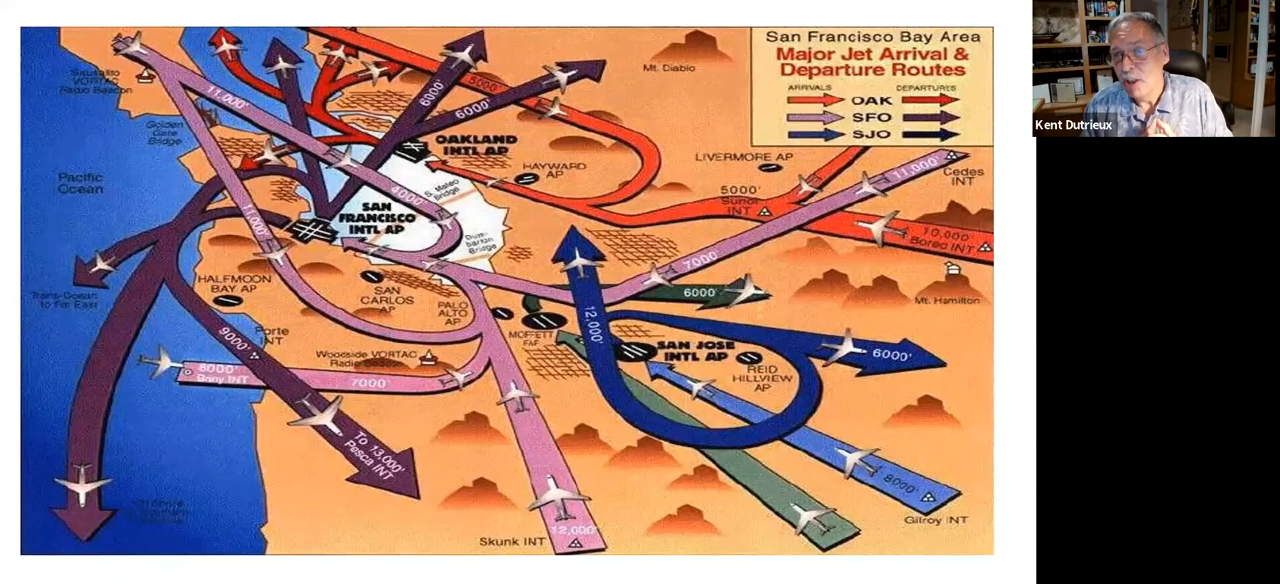 San Francisco Bay Area
Major Jet Arrival &
Departure Routes
ARRIVALS
DEPARTURES
OAK
SFO
SJO
Kent Dutrieux
Mt. Diablo
Sausalito
VORTAC
Radio Beacon
11,000'
5000'
6000'
6000'
Golden
Gate
Bridge
OAKLAND
INTL AP
HAYWARD
AP
LIVERMORE AP
11,000'
Cedes
INT
Pacific
Ocean
4000'
S. Mateo
Bridge
5000'
Sunol
INT
SAN
FRANCISCO
INTL AP
11,000'
Dum-
barton
Bridge
10,000'
INT
7000'
Trans-Ocean
to Far East
HALFMOON
BAY AP
SAN
CARLOS
AP
PALO
ALTO
AP
6000'
Mt. Hamilton
12,000'
MOFFETT
Porte
INT
9000'
Woodside VORTAC
Radio Beacon
SAN JOSE
INTL AP
REID
HILLVIEW
AP
6000'
8000'
INT
7000'
To 13,000'
Pesca INT
8000'
Gilroy INT
12,000'
Skunk INT